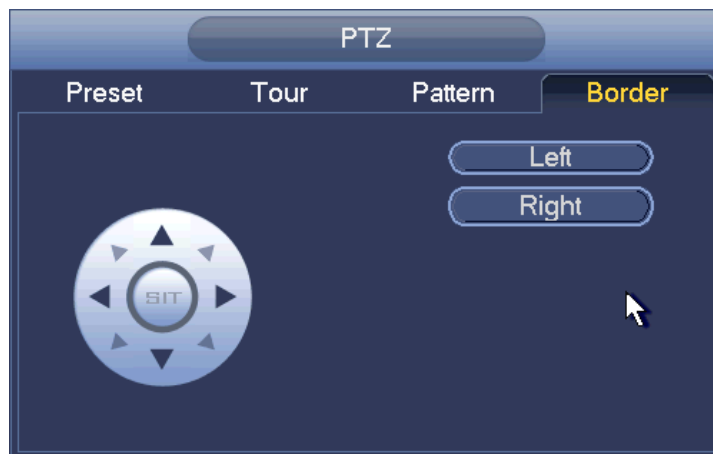 PTZ
Preset Tour Pattern Border
Left
Right
SIT